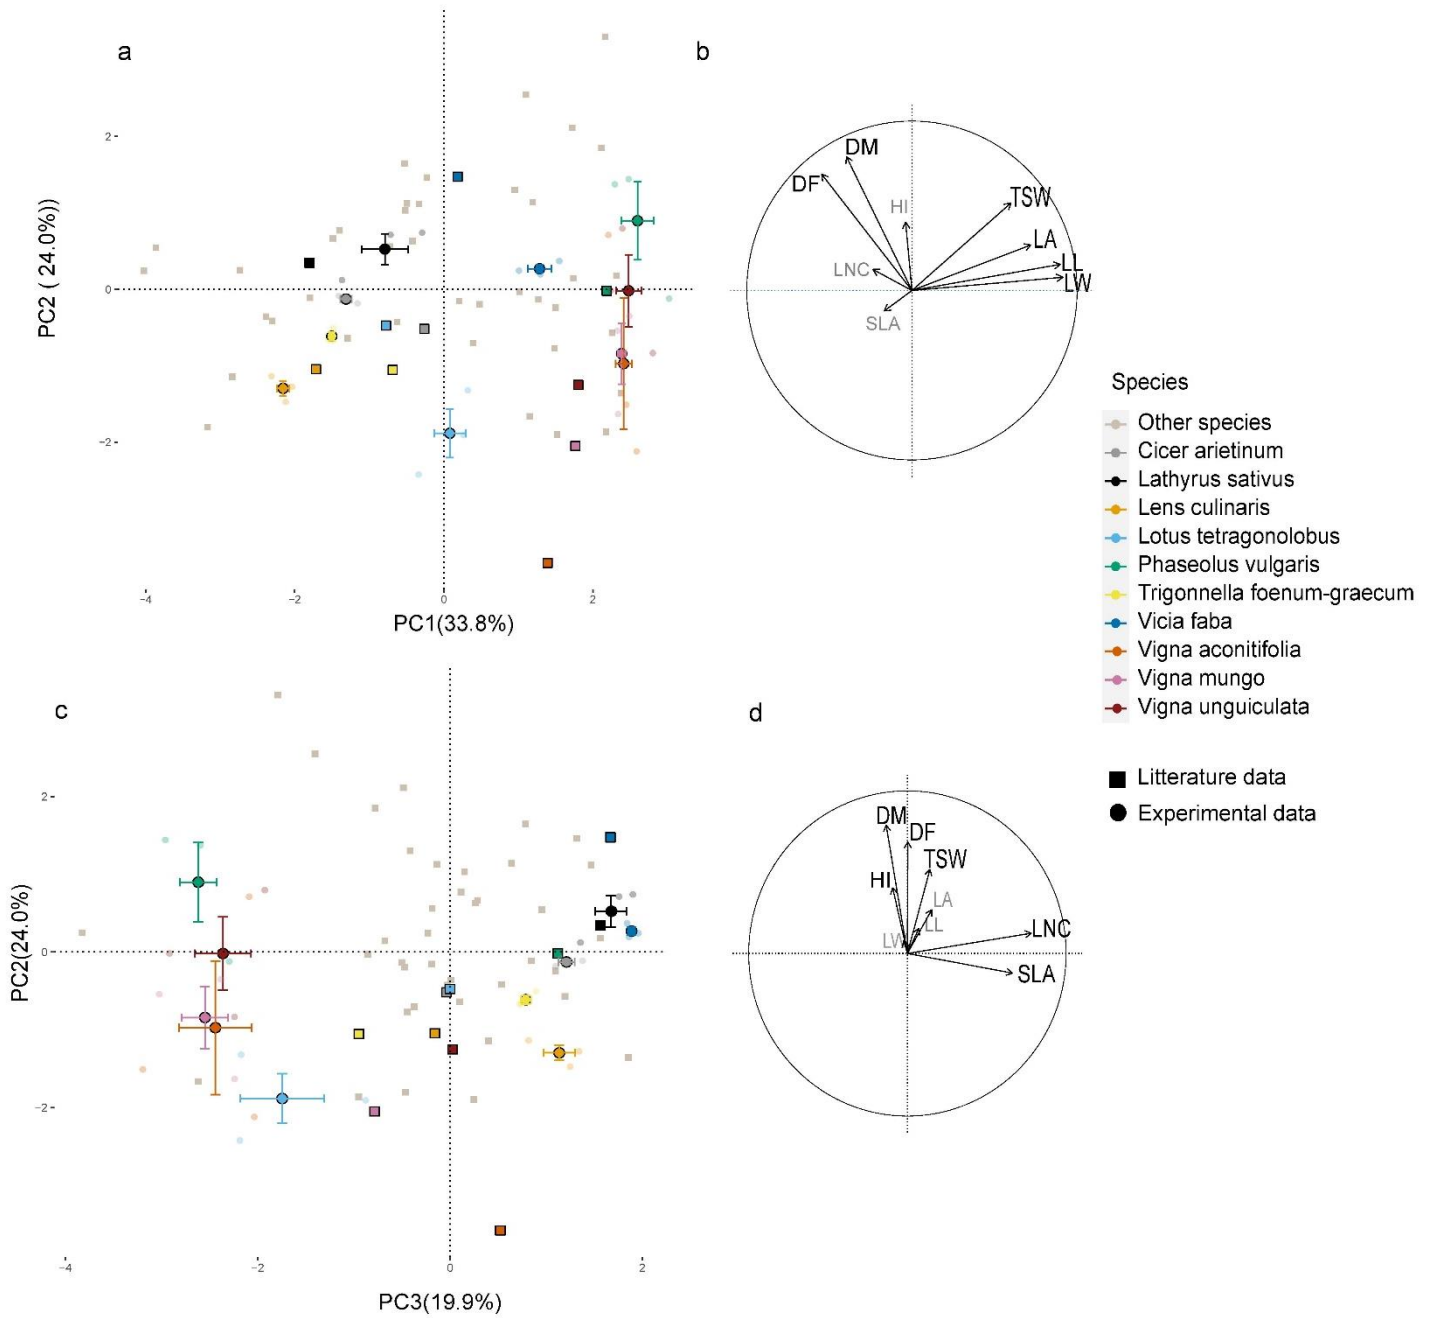 a
b
2
0
−2
−4
−2
0
2
PC2 ( 24.0%))
PC1(33.8%)
DM
DF
HI
TSW
LA
LL
LW
LNC
SLA
Species
Other species
Cicer arietinum
Lathyrus sativus
Lens culinaris
Lotus tetragonolobus
Phaseolus vulgaris
Trigonnella foenum-graecum
Vicia faba
Vigna aconitifolia
Vigna mungo
Vigna unguiculata
Litterature data
Experimental data
c
d
2
0
−2
−4
−2
0
2
PC2(24.0%)
PC3(19.9%)
DM
DF
TSW
HI
LA
LL
LW
LNC
SLA